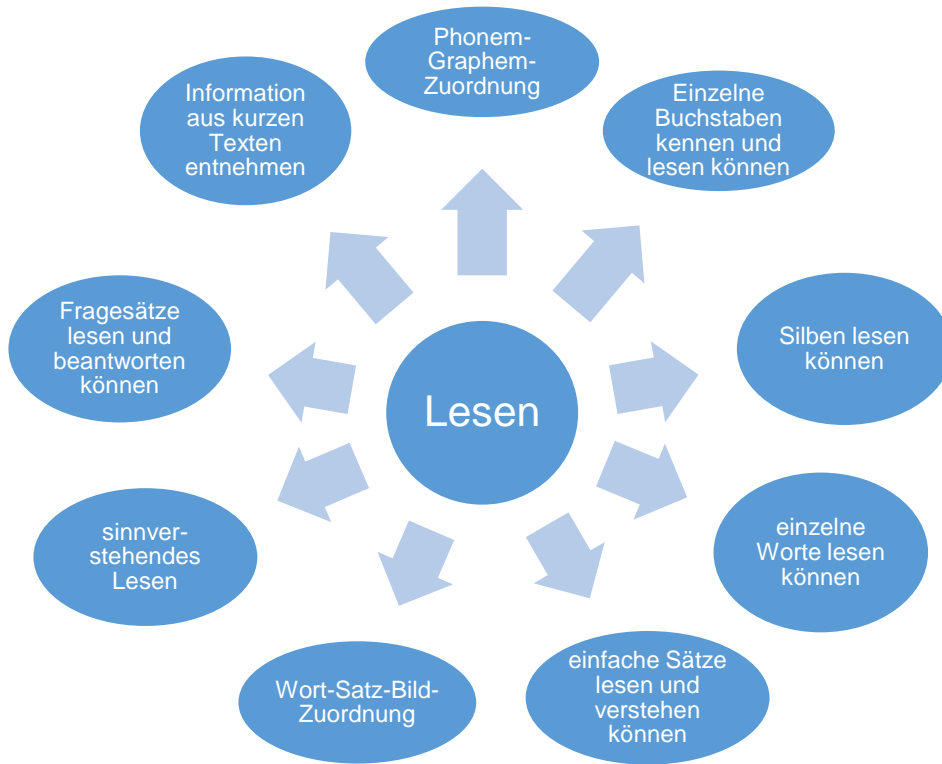 Phonem-
Graphem-
Zuordnung
Einzelne
Buchstaben
kennen und
lesen können
Silben lesen
können
einzelne
Worte lesen
können
einfache Sätze
lesen und
verstehen
können
Wort-Satz-Bild-
Zuordnung
sinnver-
stehendes
Lesen
Fragesätze
lesen und
beantworten
können
Information
aus kurzen
Texten
entnehmen
Lesen